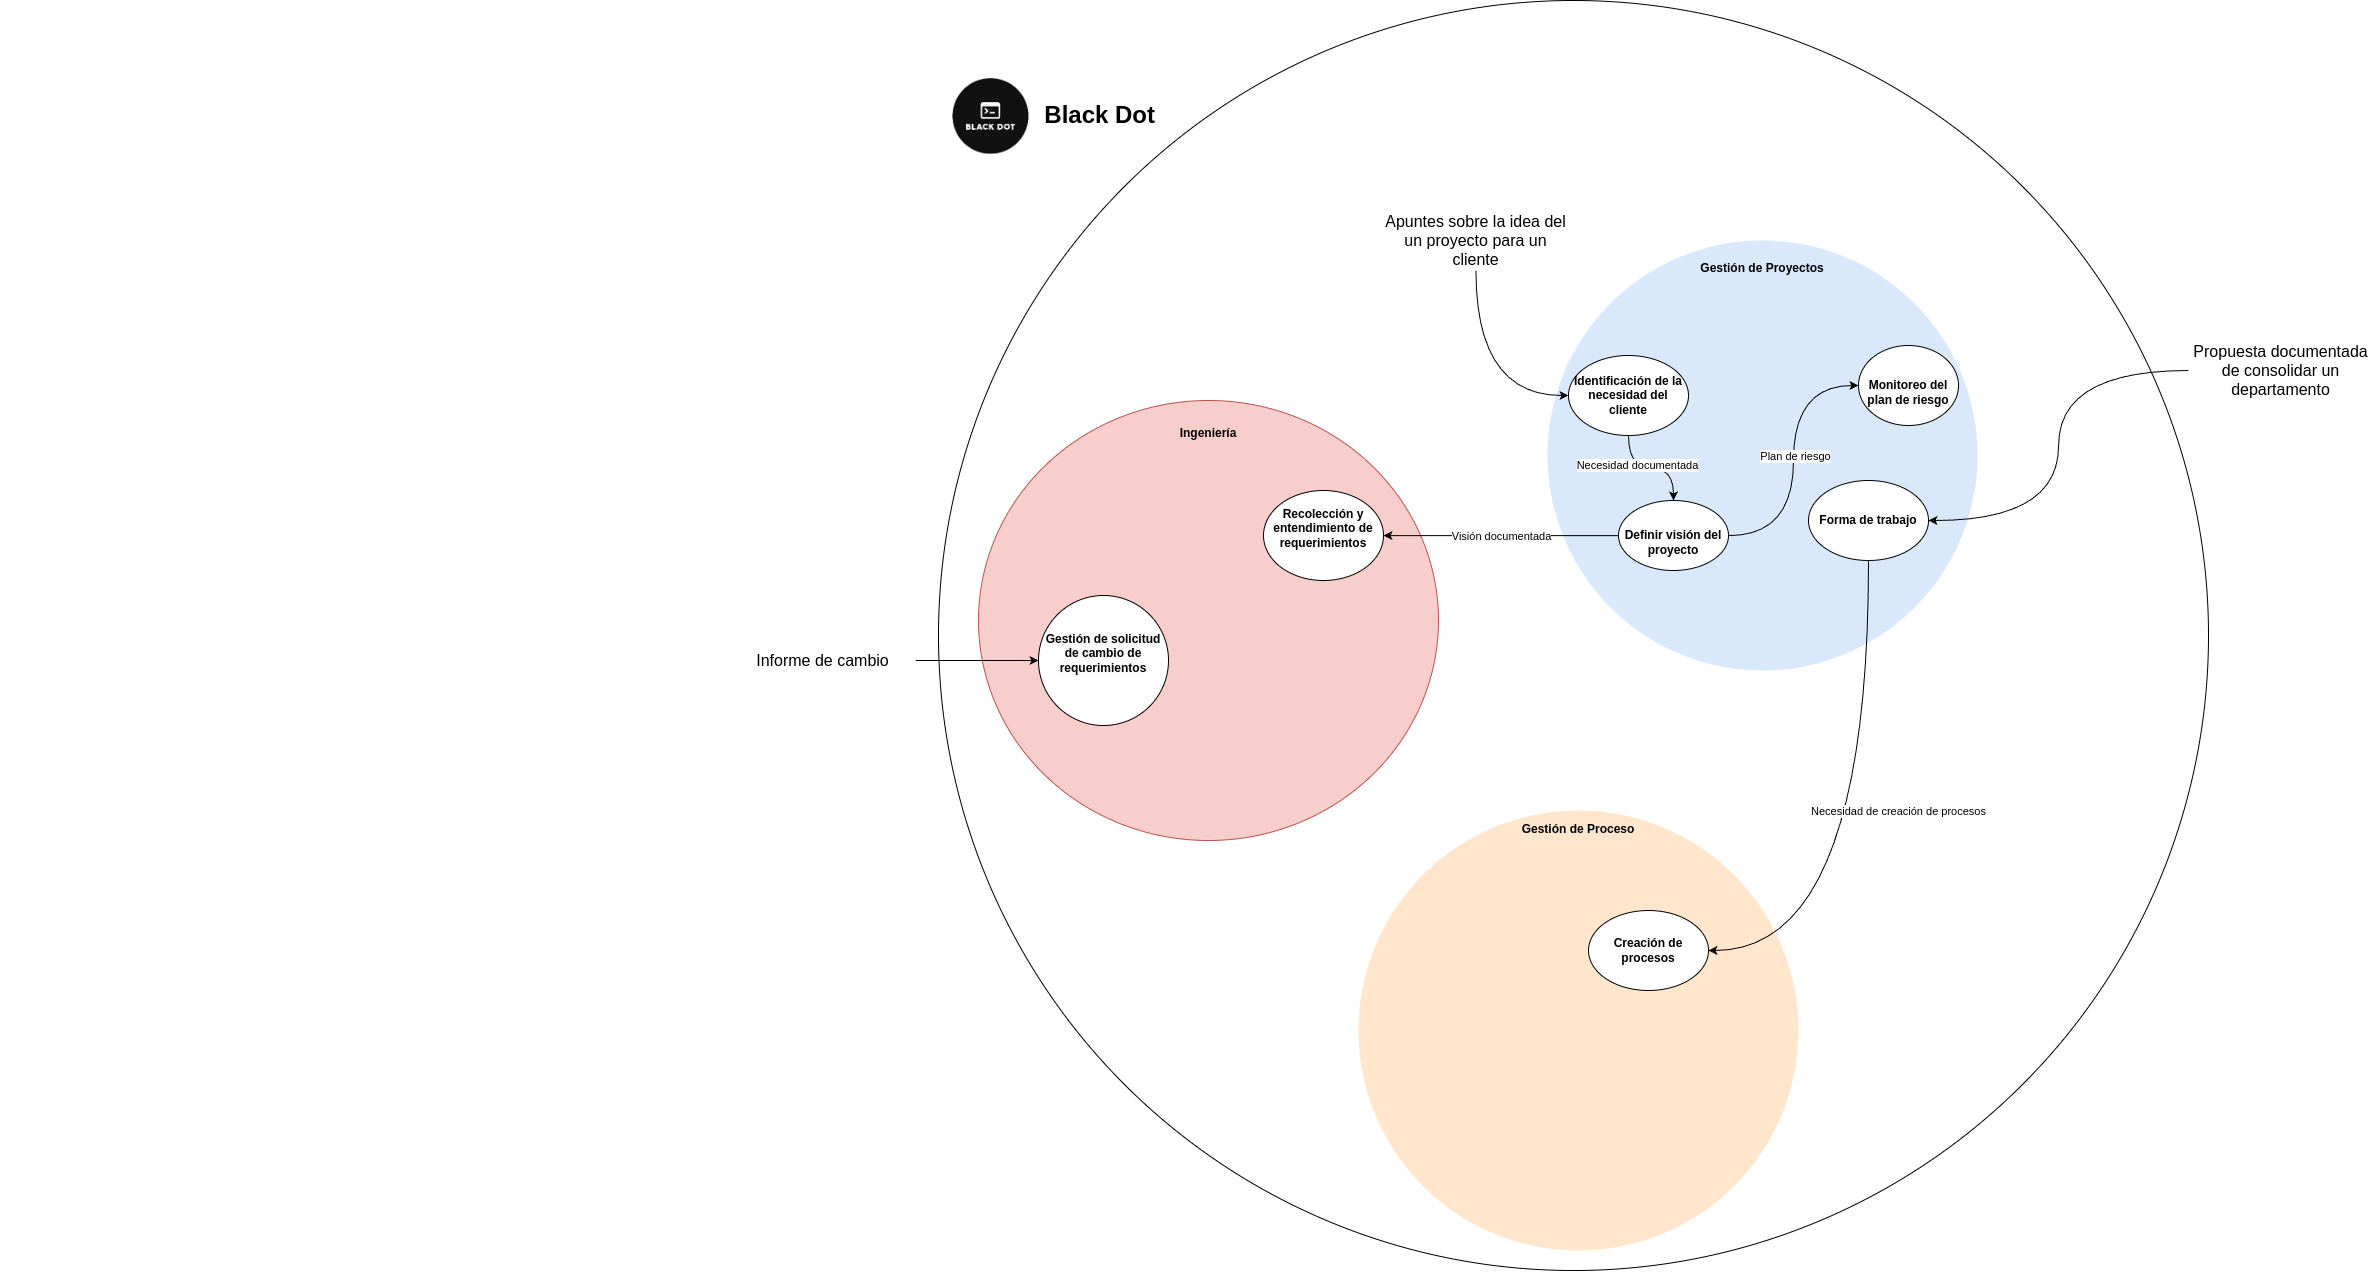 BLACK DOT
Black Dot
Apuntes sobre la idea del
un proyecto para un
cliente
Gestión de Proyectos
Propuesta documentada
de consolidar un
departamento
Identificación de la
necesidad del
cliente
Monitoreo del
plan de riesgo
Necesidad documentada
Plan de riesgo
Definir visión del
proyecto
Forma de trabajo
Visión documentada
Ingeniería
Recolección y
entendimiento de
requerimientos
Gestión de solicitud
de cambio de
requerimientos
Informe de cambio
Necesidad de creación de procesos
Gestión de Proceso
Creación de
procesos